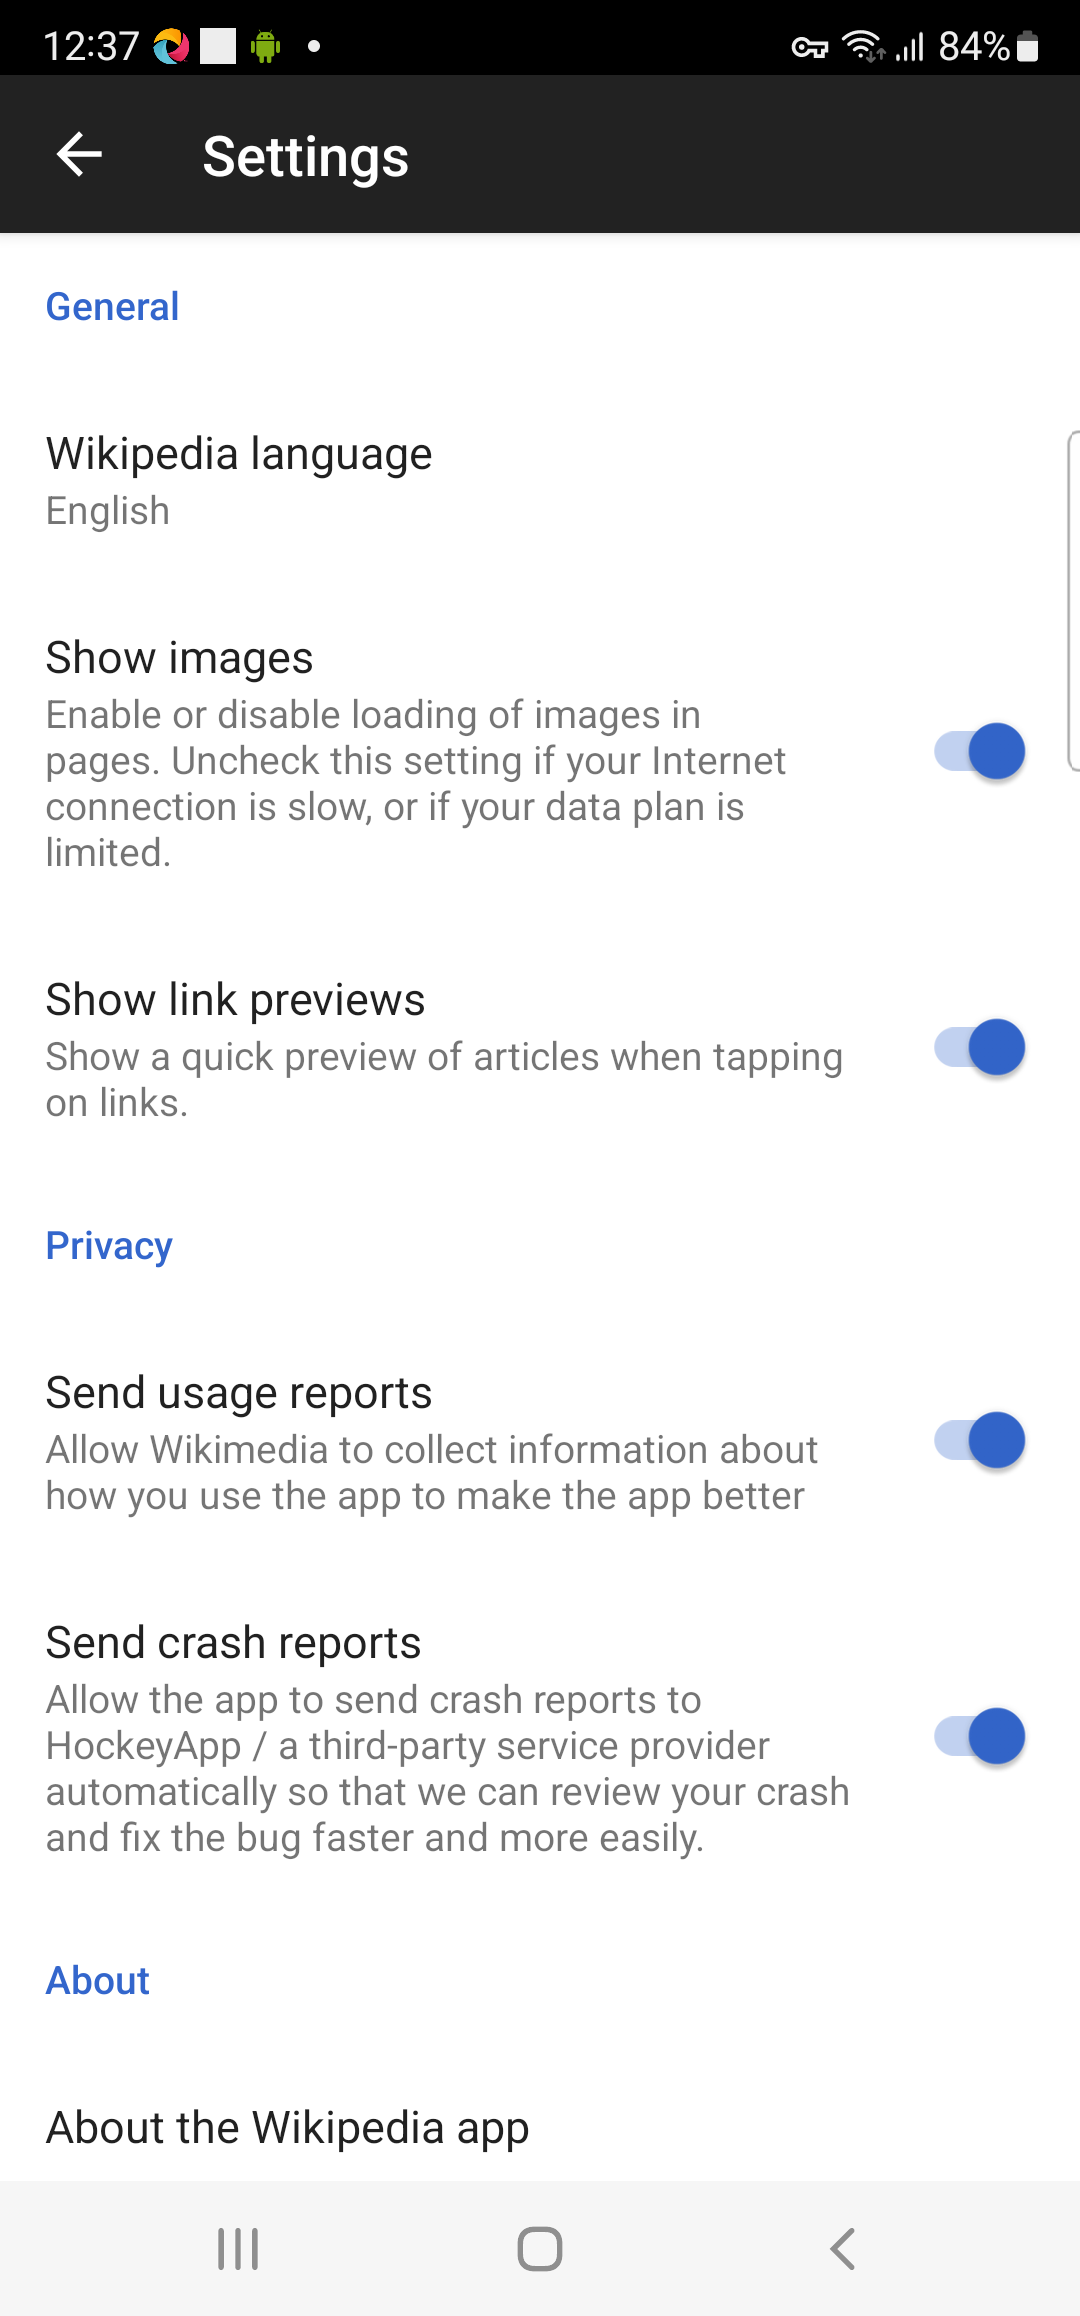 12:37
84%
Settings
General
Wikipedia language
English
Show images
Enable or disable loading of images in
pages. Uncheck this setting if your Internet
connection is slow, or if your data plan is
limited.
Show link previews
Show a quick preview of articles when tapping
on links.
Privacy
Send usage reports
Allow Wikimedia to collect information about
how you use the app to make the app better
Send crash reports
Allow the app to send crash reports to
HockeyApp / a third-party service provider
automatically so that we can review your crash
and fix the bug faster and more easily.
About
About the Wikipedia app